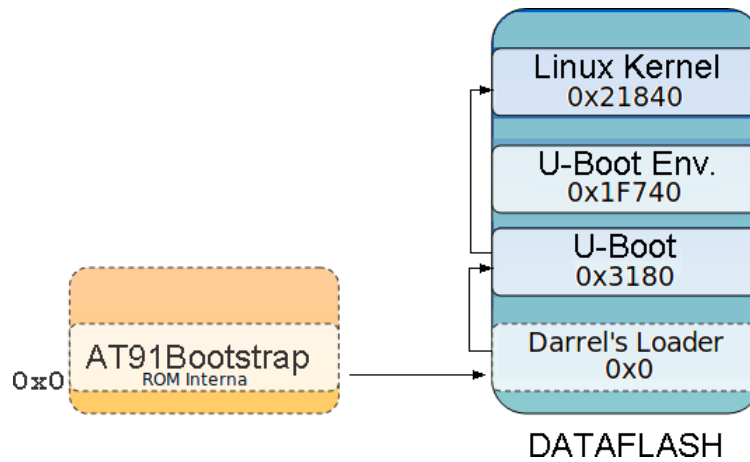 Linux Kernel
0x21840
U-Boot Env.
0x1F740
U-Boot
0x3180
Darrel's Loader
0x0
AT91Bootstrap
ROM Interna
0x0
DATAFLASH